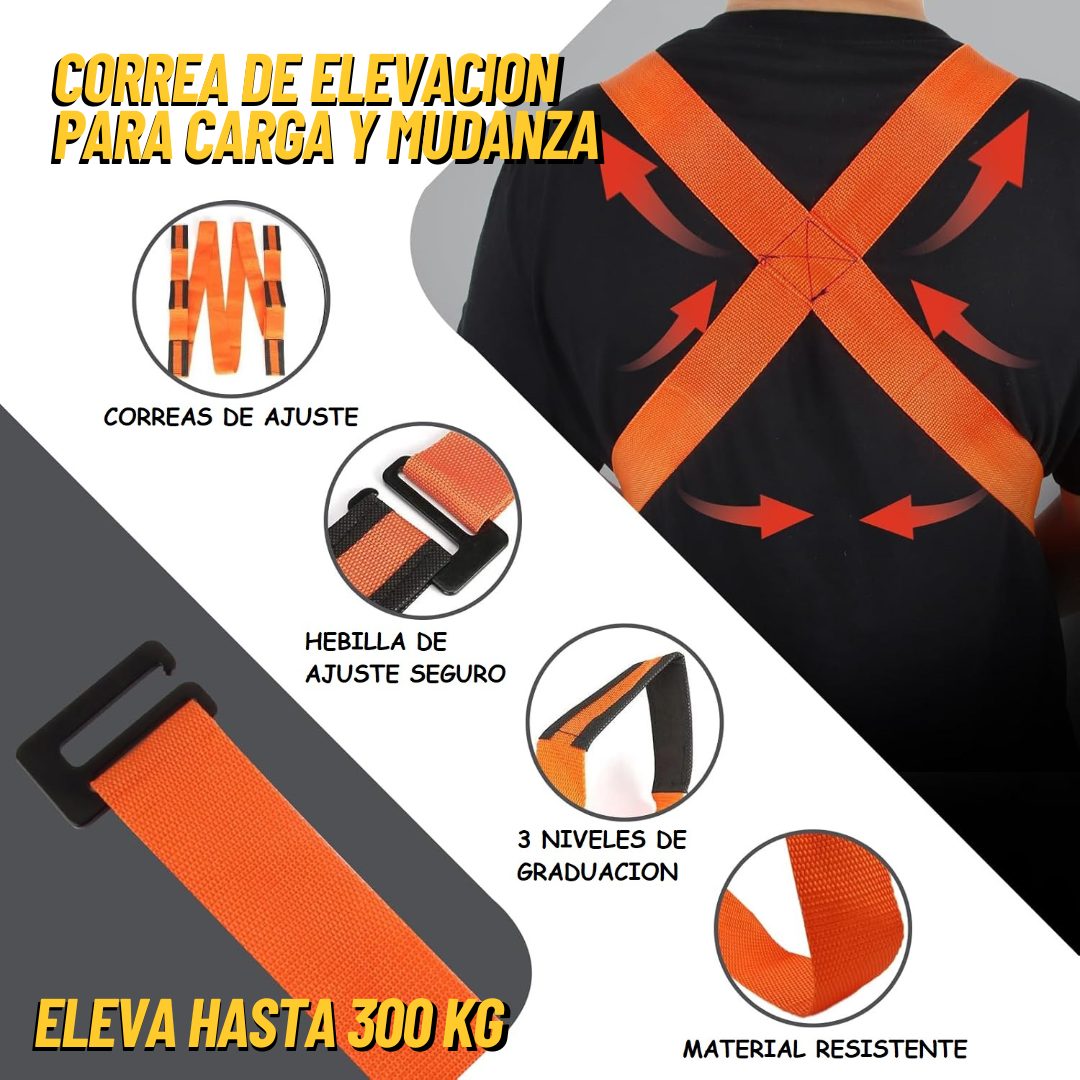 CORREA DE ELEVACION
PARA CARGA Y MUDANZA
CORREAS DE AJUSTE
HEBILLA DE
AJUSTE SEGURO
3 NIVELES DE
GRADUACION
MATERIAL RESISTENTE
ELEVA HASTA 300 KG